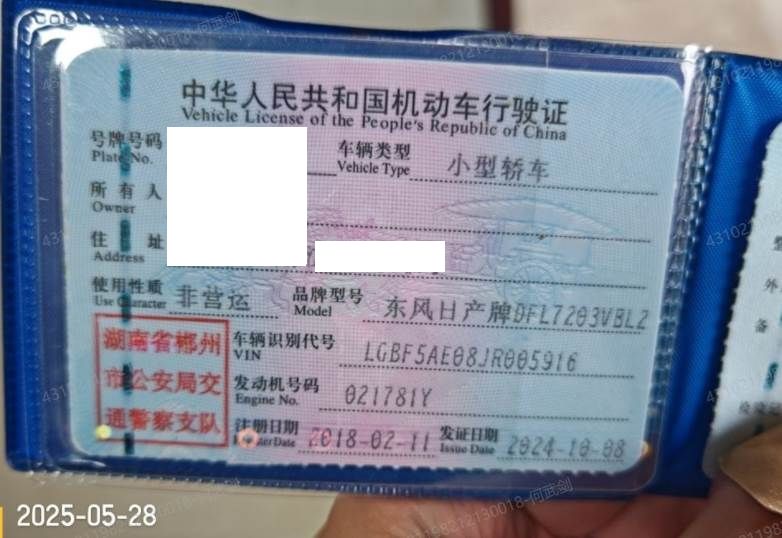 中华人民共和国机动车行驶证
Vehicle License of the People's Republic of China
号牌号码
Plate No.
车辆类型
Vehicle Type
小型轿车
所有人
Owner
住址
Address
使用性质
Use Character
非营运
品牌型号
Model
东风日产牌DFL7203VBL2
湖南省郴州
市公安局交
通警察支队
车辆识别代号
VIN
LGBF5AE08JR005916
发动机号码
Engine No.
021781Y
注册日期
Register Date
2018-02-11
发证日期
Issue Date
2024-10-08
2025-05-28